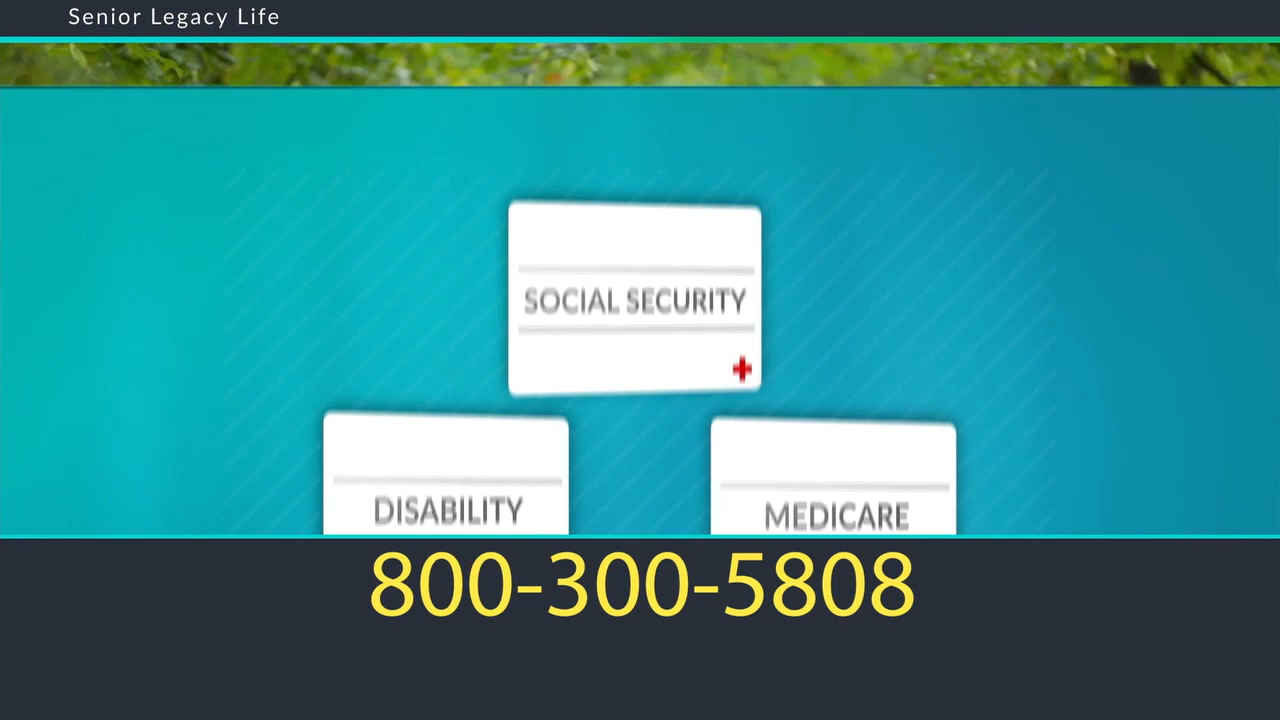 Senior Legacy Life
SOCIAL SECURITY
DISABILITY
MEDICARE
800-300-5808